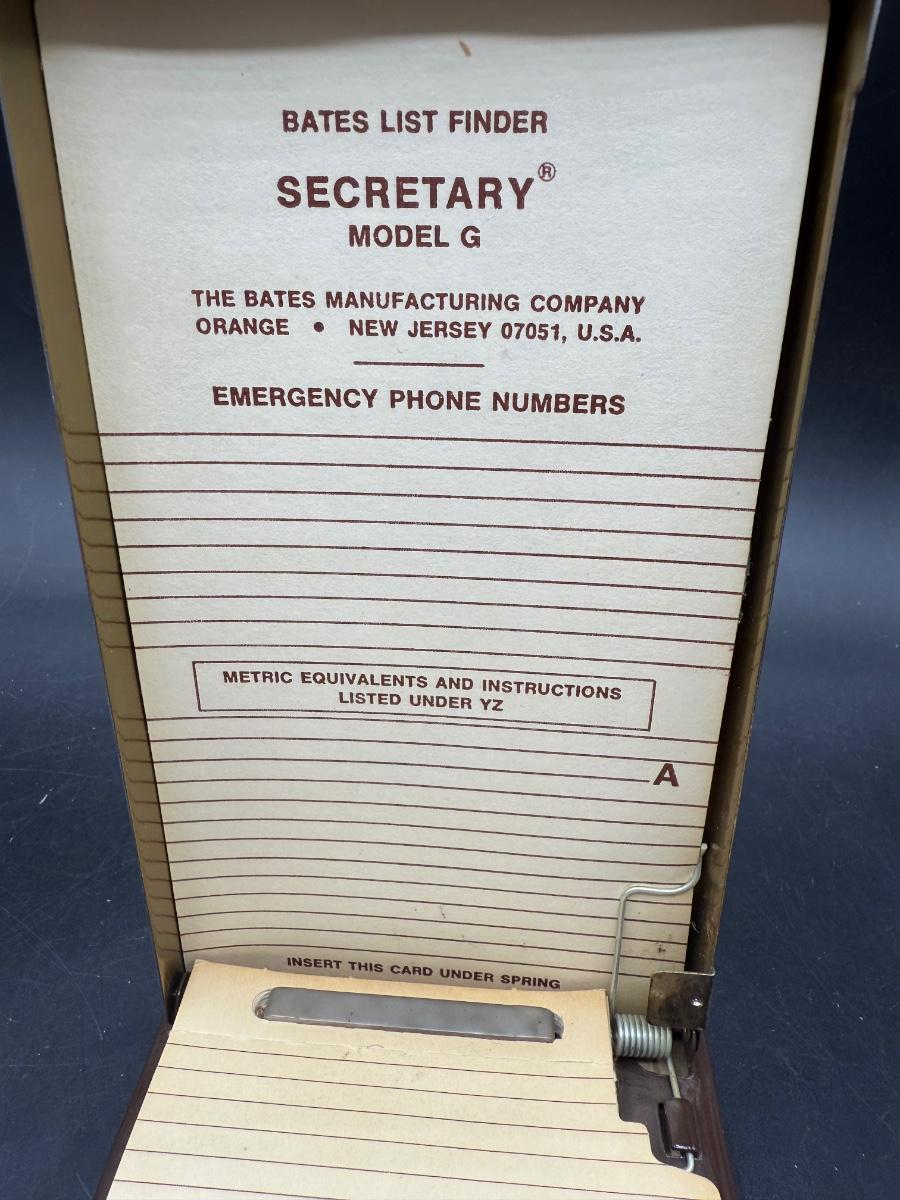 BATES LIST FINDER
SECRETARY®
MODEL G
THE BATES MANUFACTURING COMPANY
ORANGE • NEW JERSEY 07051, U.S.A.
EMERGENCY PHONE NUMBERS
METRIC EQUIVALENTS AND INSTRUCTIONS
LISTED UNDER YZ
A
INSERT THIS CARD UNDER SPRING